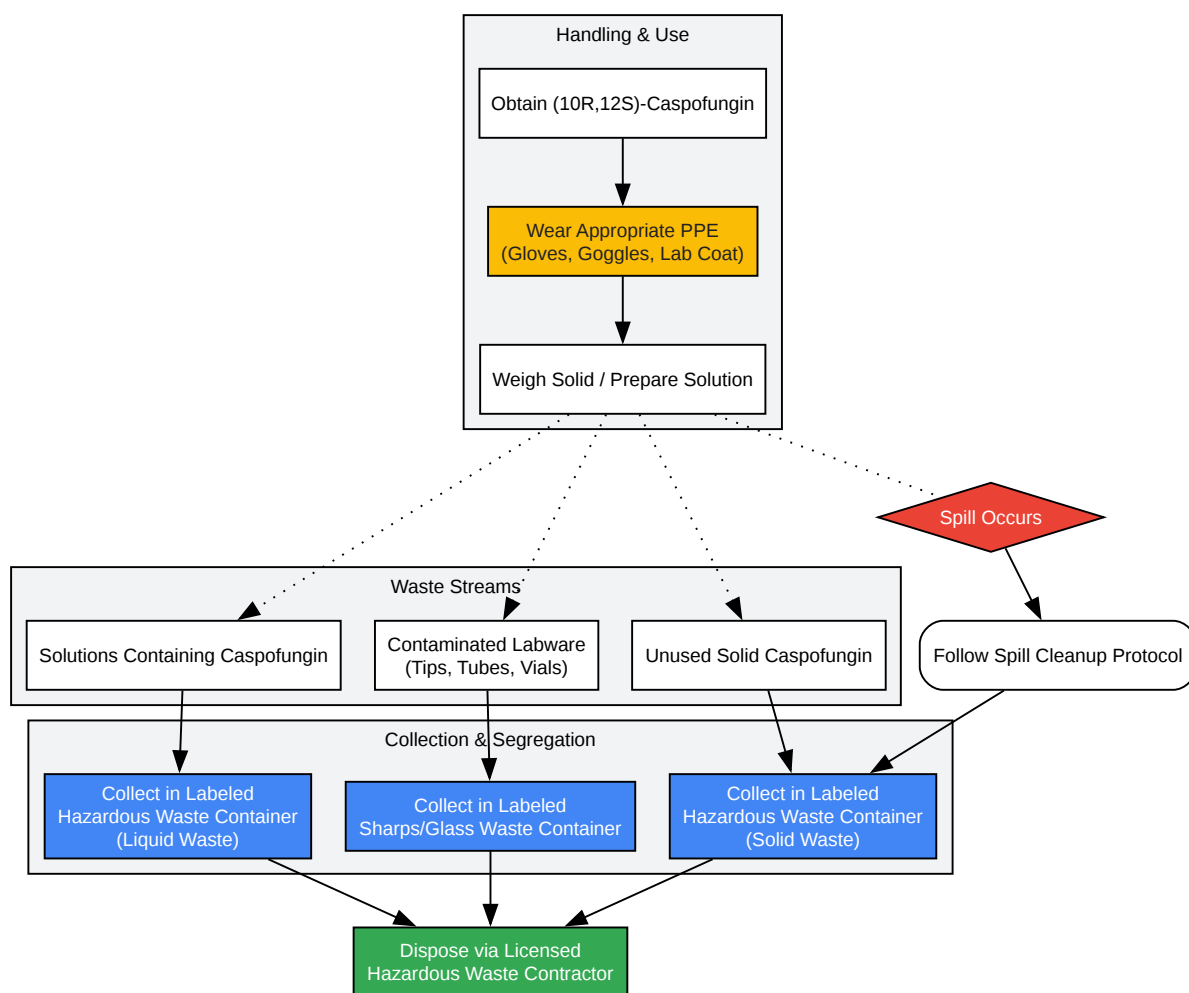 Handling & Use
Obtain (10R,12S)-Caspofungin
Wear Appropriate PPE
(Gloves, Goggles, Lab Coat)
Weigh Solid / Prepare Solution
Spill Occurs
Waste Streams
Solutions Containing Caspofungin
Contaminated Labware
(Tips, Tubes, Vials)
Unused Solid Caspofungin
Follow Spill Cleanup Protocol
Collection & Segregation
Collect in Labeled
Hazardous Waste Container
(Liquid Waste)
Collect in Labeled
Sharps/Glass Waste Container
Collect in Labeled
Hazardous Waste Container
(Solid Waste)
Dispose via Licensed
Hazardous Waste Contractor